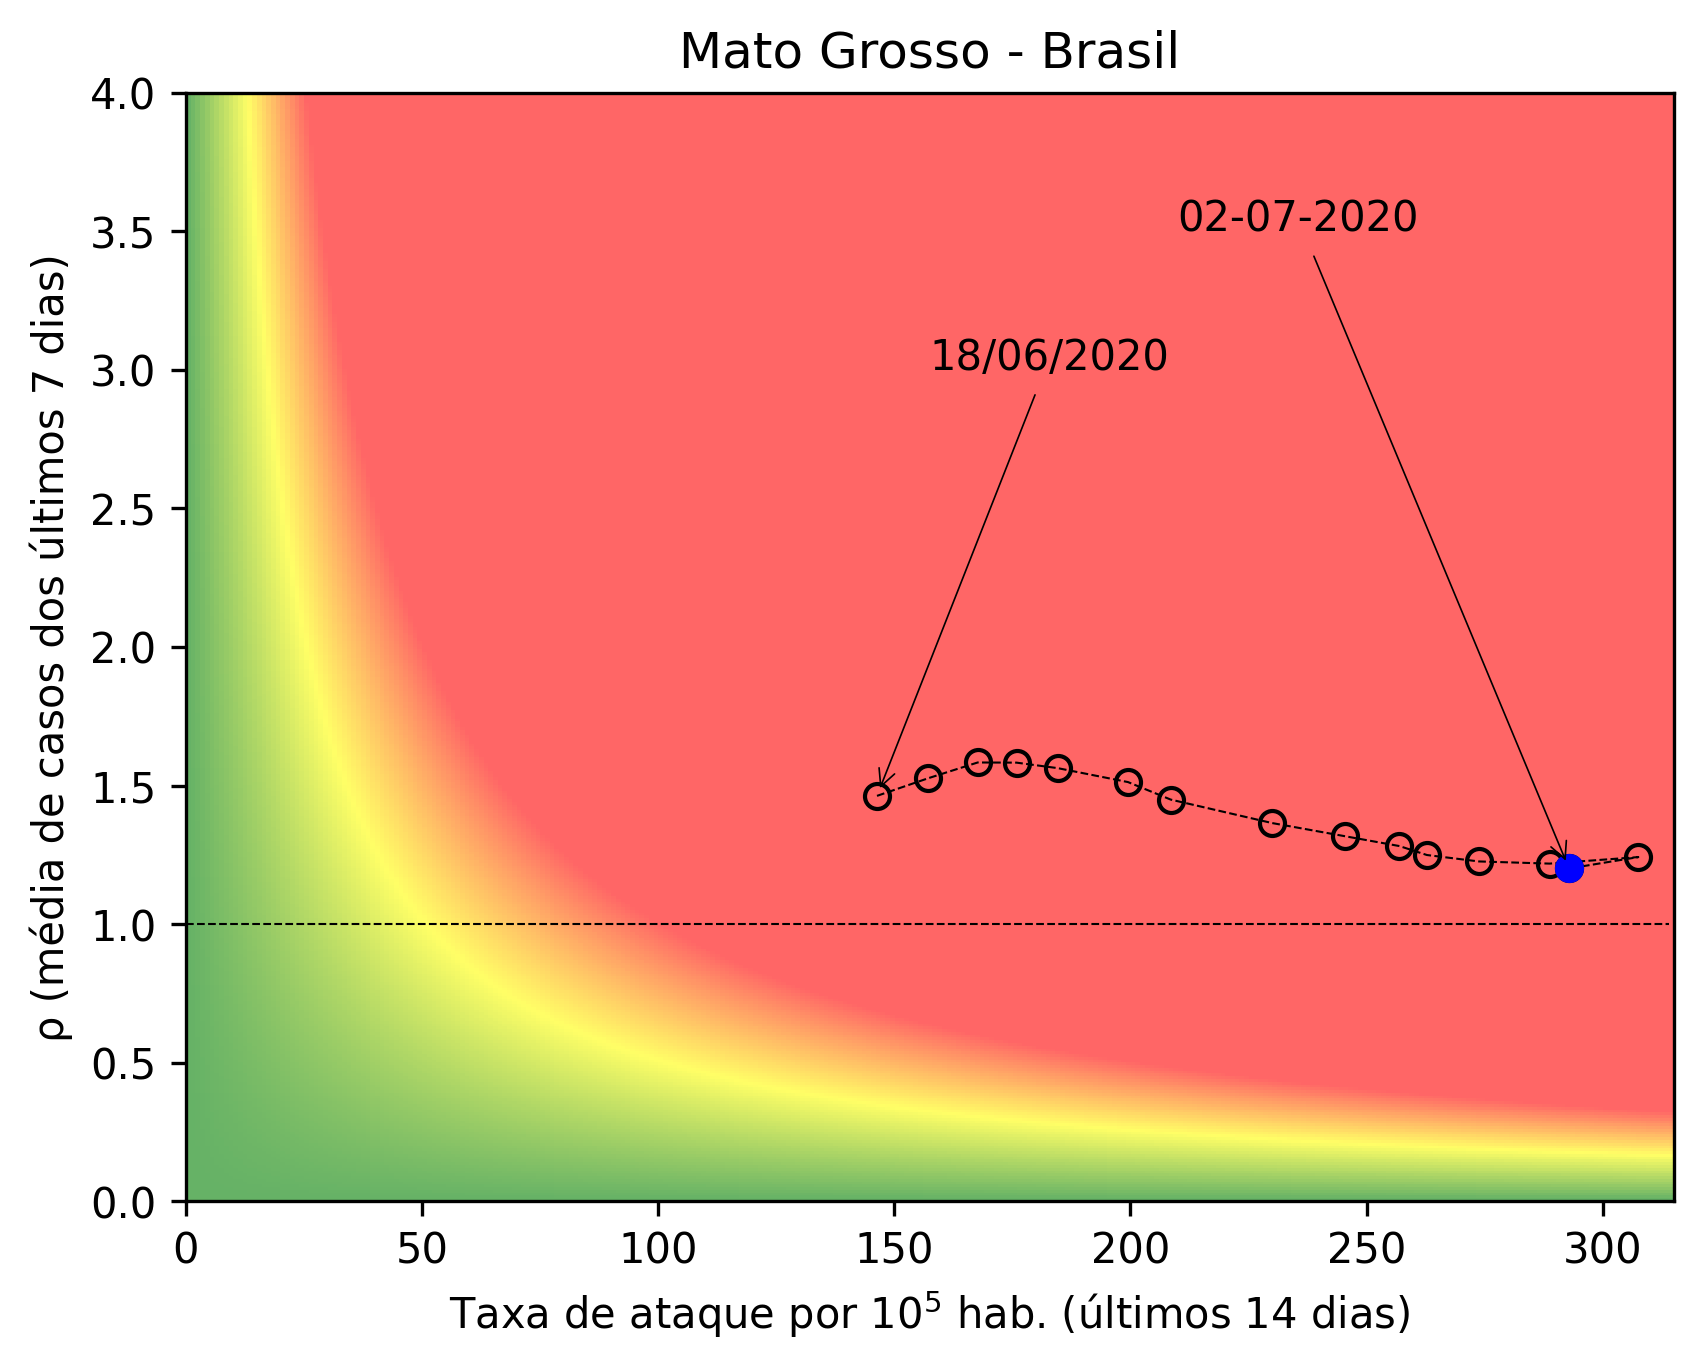 Mato Grosso - Brasil
4.0
3.5
3.0
2.5
2.0
1.5
1.0
0.5
0.0
ρ (média de casos dos últimos 7 dias)
02-07-2020
18/06/2020
0 50 100 150 200 250 300
Taxa de ataque por 10⁵ hab. (últimos 14 dias)